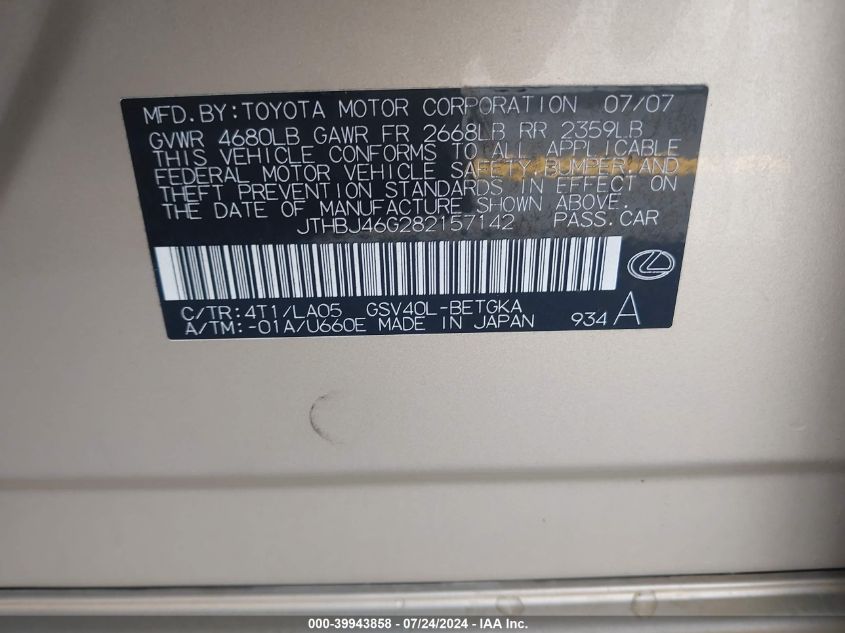 MFD.BY:TOYOTA MOTOR CORPORATION 07/07
GVWR 4680LB GAWR FR 2668LB RR 2359LB
THIS VEHICLE CONFORMS TO ALL APPLICABLE
FEDERAL MOTOR VEHICLE SAFETY,BUMPER,AND
THEFT PREVENTION STANDARDS IN EFFECT ON
THE DATE OF MANUFACTURE SHOWN ABOVE.
JTHBJ46G282157142 PASS.CAR
C/TR:4T1/LA05 GSV40L-BETGKA
A/TM:-01A/U660E MADE IN JAPAN 934 A
000-39943858 - 07/24/2024 - IAA Inc.